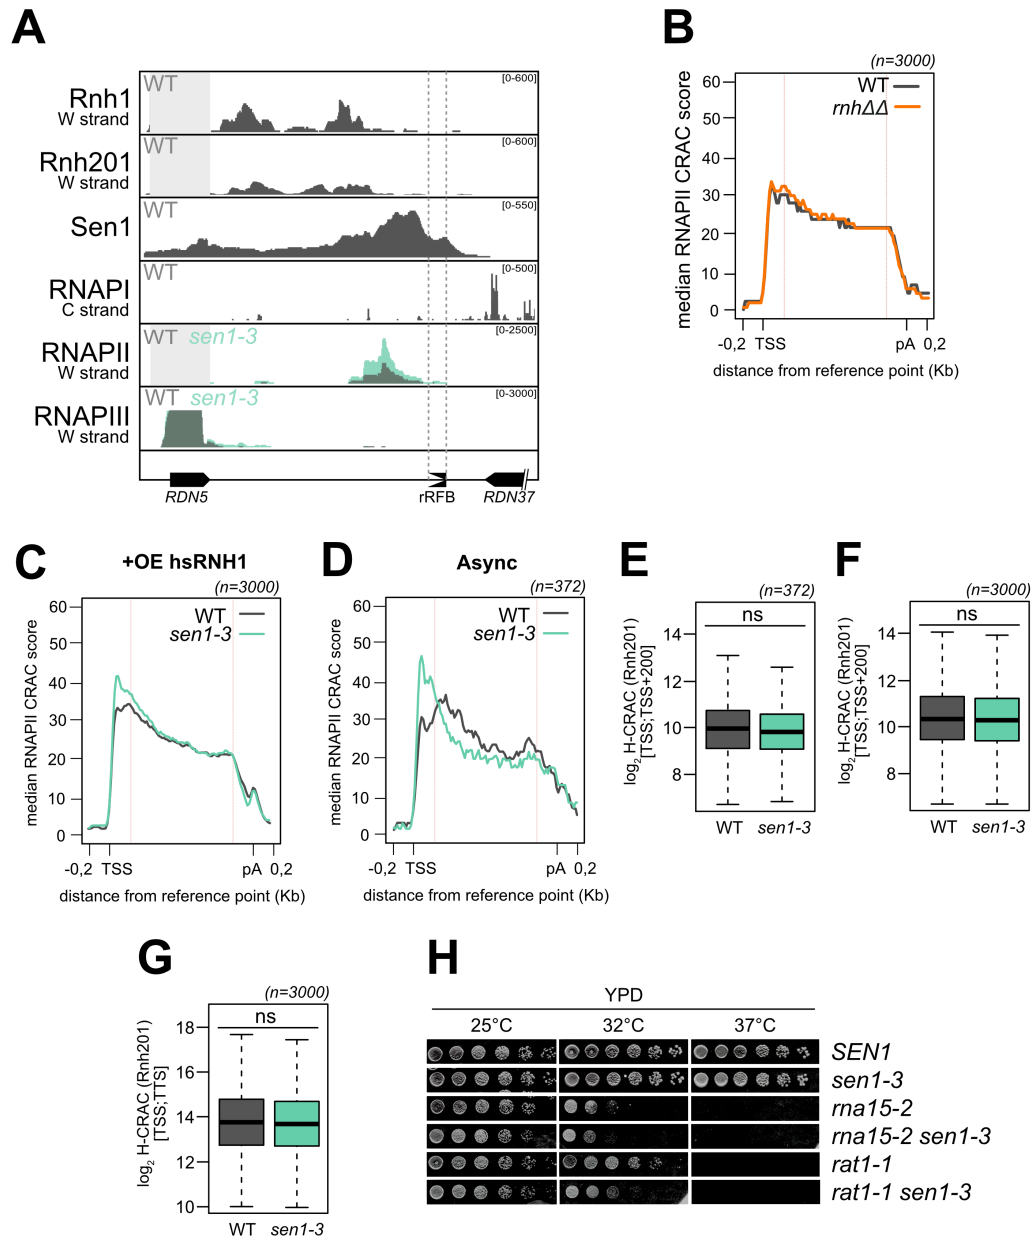 A
Rnh1
W strand
WT
[0-600]
Rnh201
W strand
WT
[0-600]
Sen1
WT
[0-550]
RNAPI
C strand
WT
[0-500]
RNAPII
W strand
WT sen1-3
[0-2500]
RNAPIII
W strand
WT sen1-3
[0-3000]
RDN5
rRFB
RDN37
B
(n=3000)
WT
rnhΔΔ
median RNAPII CRAC score
60
50
40
30
20
10
0
-0,2 TSS pA 0,2
distance from reference point (Kb)
C
+OE hsRNH1
(n=3000)
WT
sen1-3
median RNAPII CRAC score
60
50
40
30
20
10
0
-0,2 TSS pA 0,2
distance from reference point (Kb)
D
Async
(n=372)
WT
sen1-3
median RNAPII CRAC score
60
50
40
30
20
10
0
-0,2 TSS pA 0,2
distance from reference point (Kb)
E
(n=372)
ns
log2 H-CRAC (Rnh201)
[TSS;TSS+200]
14
12
10
8
WT sen1-3
F
(n=3000)
ns
log2 H-CRAC (Rnh201)
[TSS;TSS+200]
14
12
10
8
WT sen1-3
G
(n=3000)
ns
log2 H-CRAC (Rnh201)
[TSS;TTS]
18
16
14
12
10
WT sen1-3
H
YPD
25°C 32°C 37°C
SEN1
sen1-3
rna15-2
rna15-2 sen1-3
rat1-1
rat1-1 sen1-3